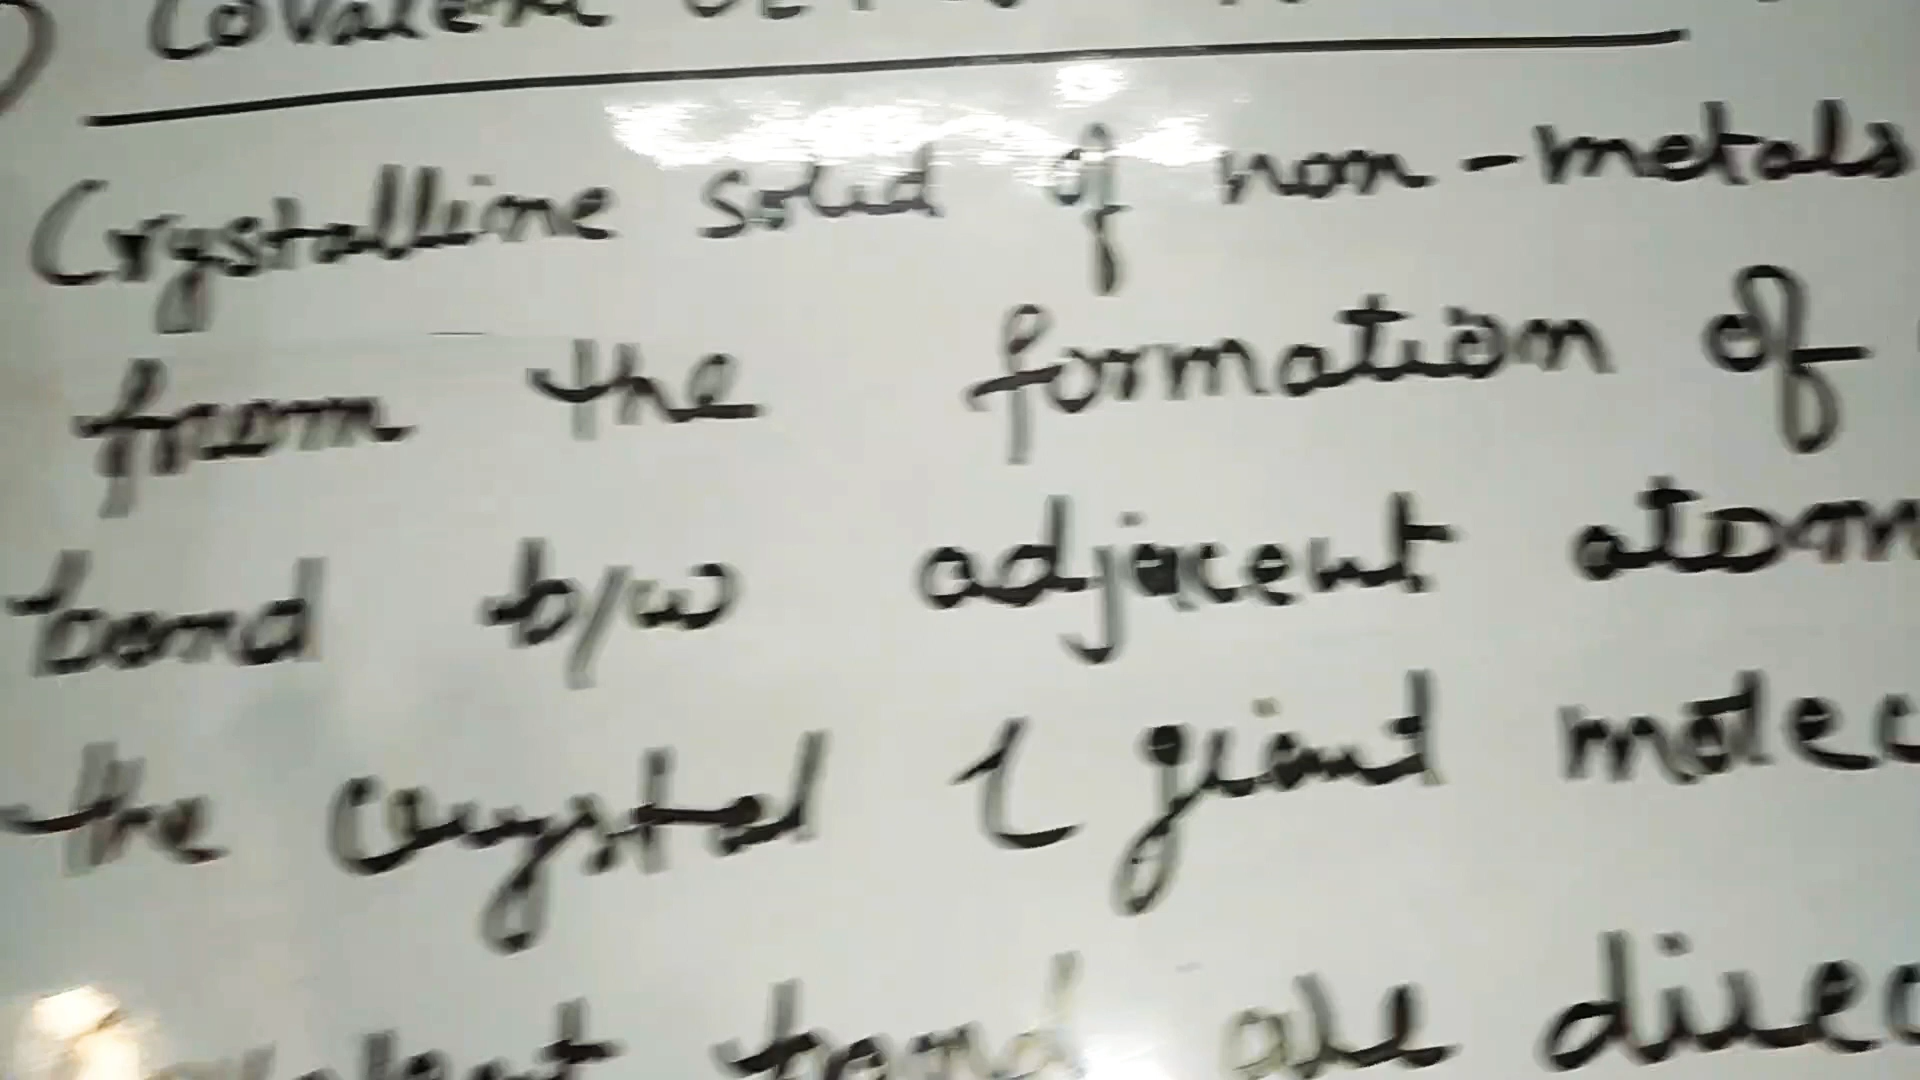 Covalent
Crystalline solid of non-metals
from the formation of
bond b/w adjacent atom
the crystal ( giant molec
bond are direc